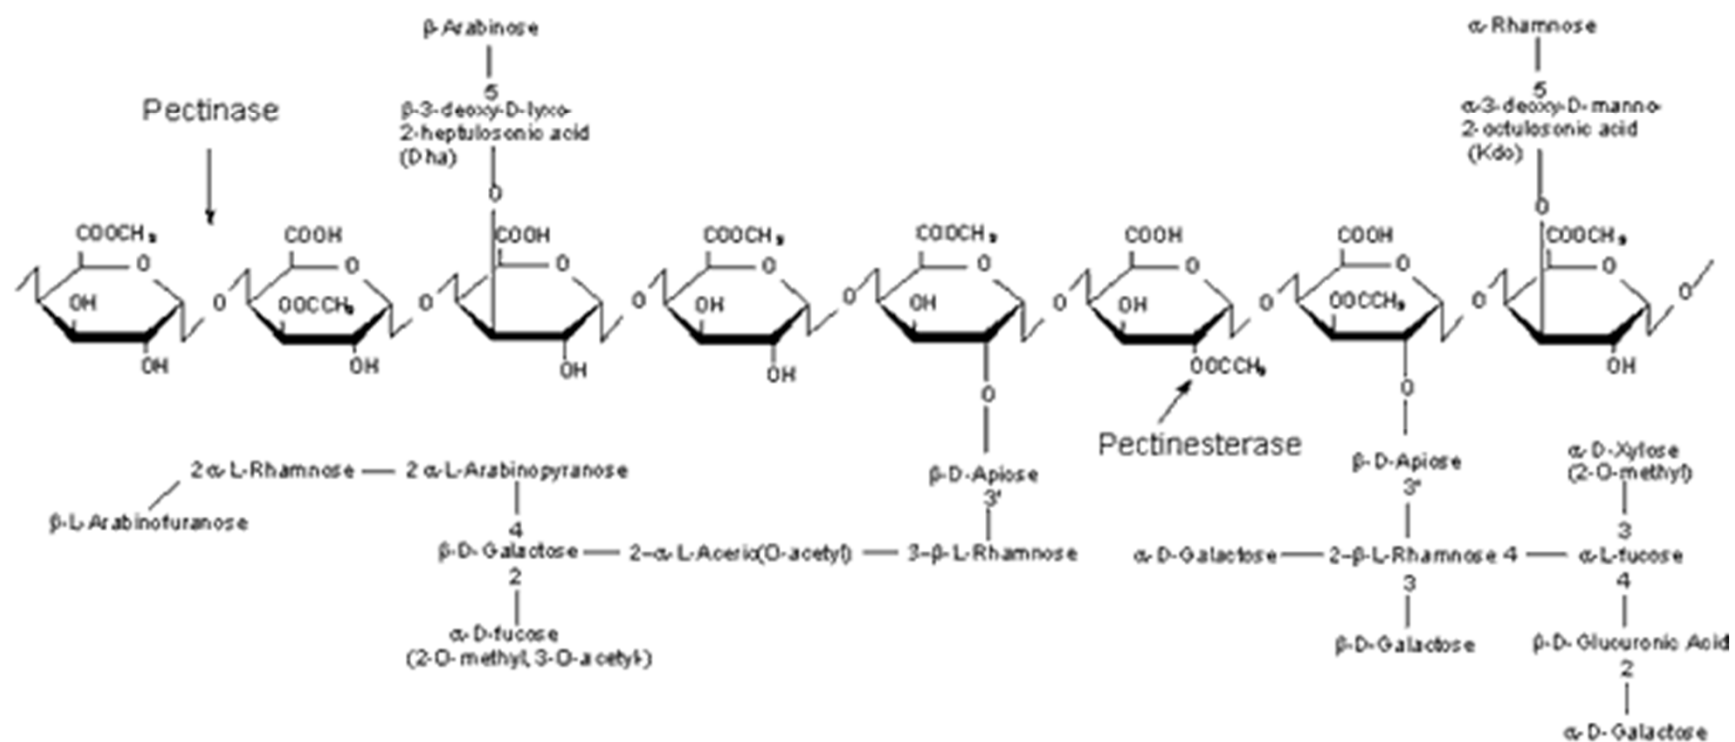 β-Arabinose
α-Rhamnose
Pectinase
5
β-3-deoxy-D-lyxo-
2-heptulosonic acid
(Dha)
5
α-3-deoxy-D-manno-
2-octulosonic acid
(Kdo)
O
O
COOCH₃
COOH
COOH
COOCH₃
COOCH₃
COOH
COOH
COOCH₃
O
O
O
O
O
O
O
O
OH
O
OOCCH₃
O
O
OH
O
OH
O
OH
O
OOCCH₃
O
O
OH
OH
OH
OH
OOCCH₃
OH
O
O
Pectinesterase
2 α-L-Rhamnose
2 α-L-Arabinopyranose
β-D-Apiose
3'
β-D-Apiose
3'
α-D-Xylose
(2-O-methyl)
3
β-L-Arabinofuranose
4
β-D-Galactose
2
2-α-L-Aceric(O-acetyl)
3-β-L-Rhamnose
α-D-Galactose
2-β-L-Rhamnose 4
3
α-L-fucose
4
α-D-fucose
(2-O-methyl, 3-O-acetyl-)
β-D-Galactose
β-D-Glucuronic Acid
2
α-D-Galactose